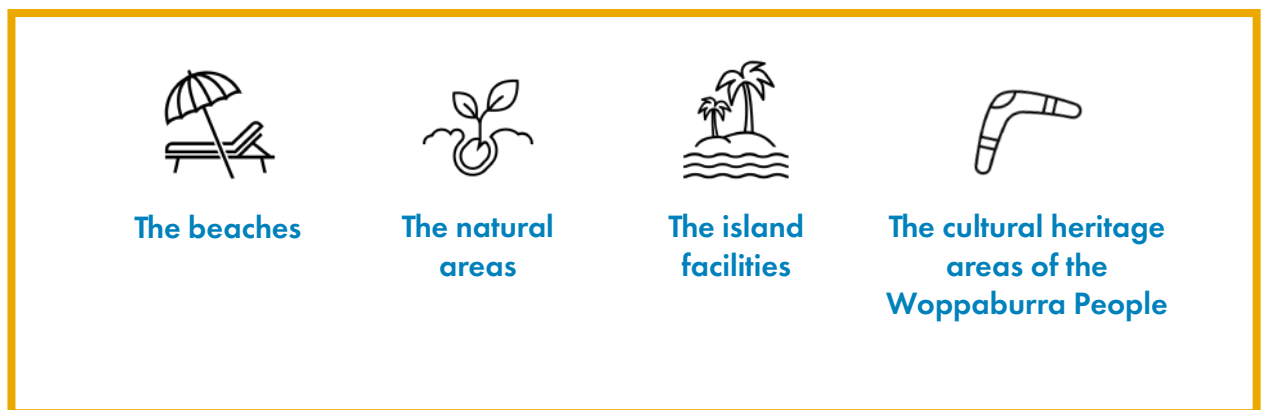 The beaches
The natural
areas
The island
facilities
The cultural heritage
areas of the
Woppaburra People